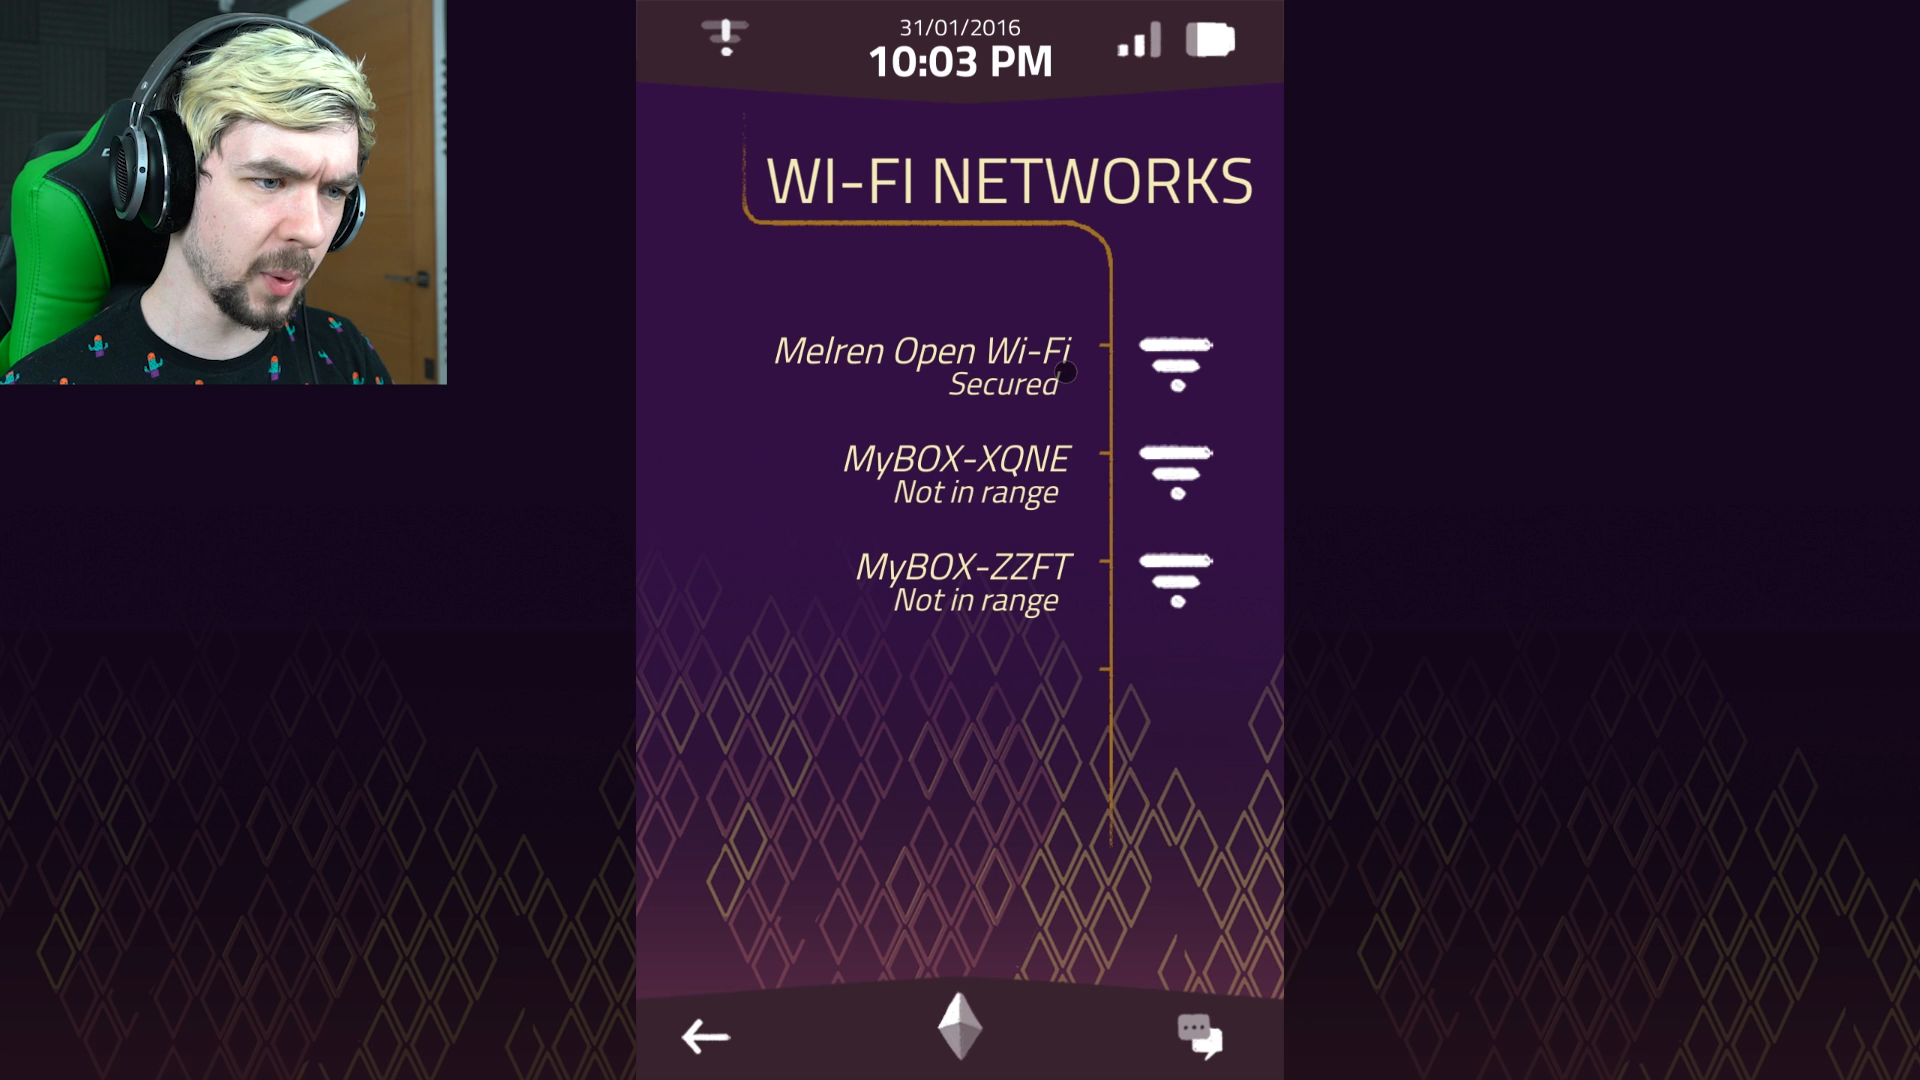 31/01/2016
10:03 PM
WI-FI NETWORKS
Melren Open Wi-Fi
Secured
MyBOX-XQNE
Not in range
MyBOX-ZZFT
Not in range